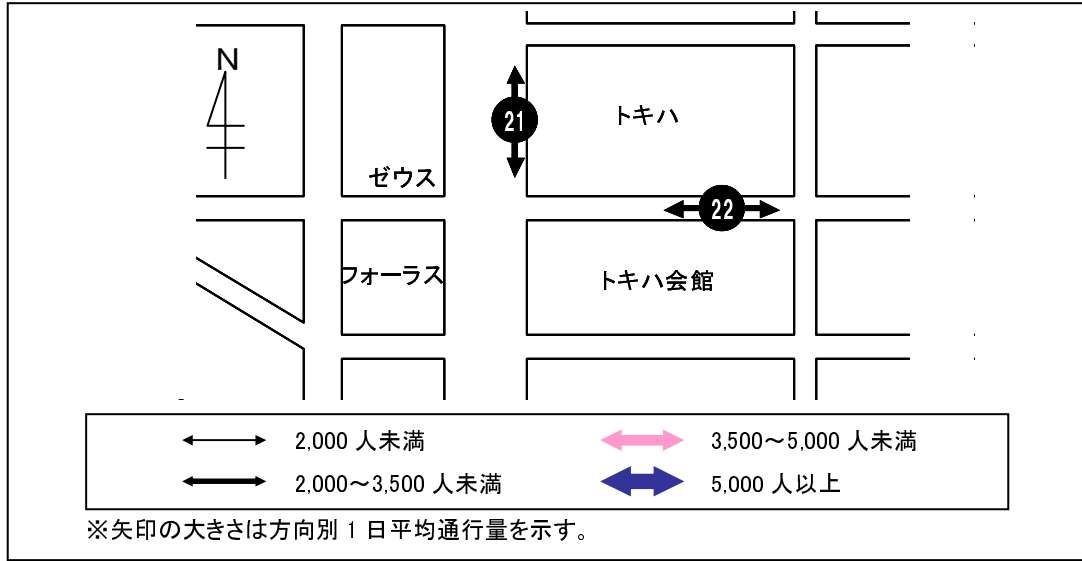 N
21
トキハ
ゼウス
22
フォーラス
トキハ会館
2,000 人未満
3,500～5,000 人未満
2,000～3,500 人未満
5,000 人以上
※矢印の大きさは方向別 1 日平均通行量を示す。